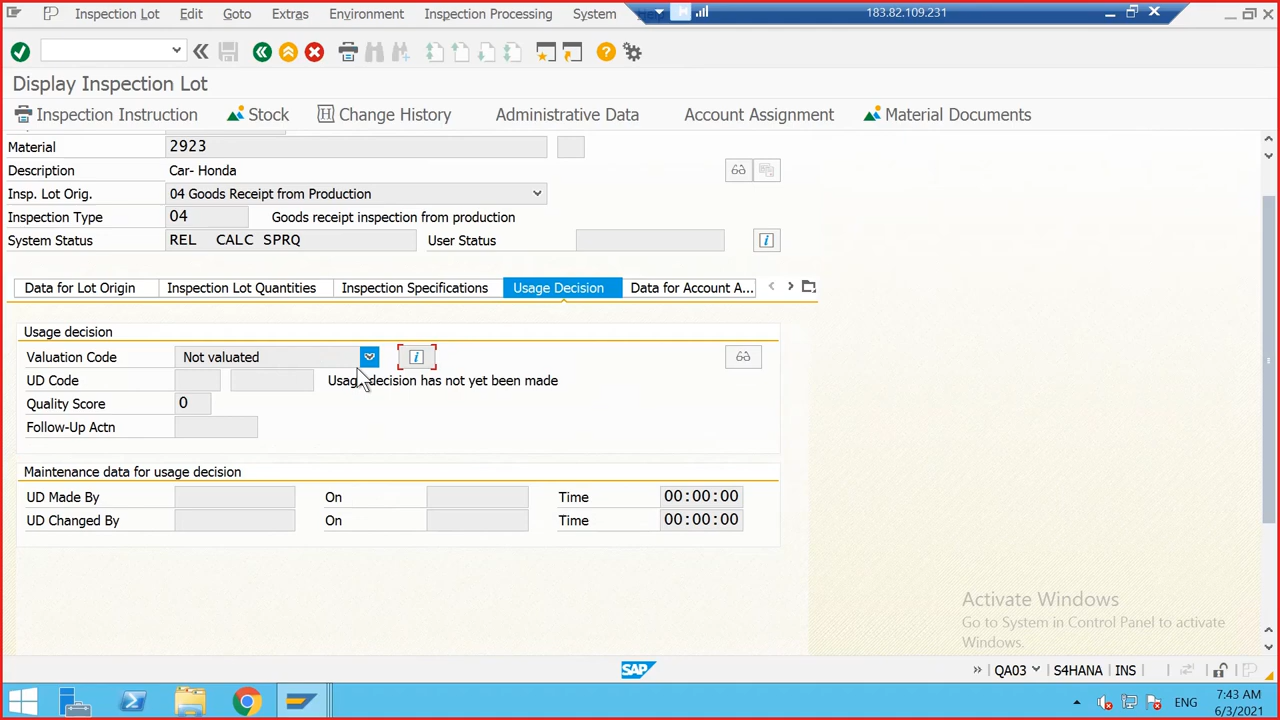 Inspection Lot Edit Goto Extras Environment Inspection Processing System 183.82.109.231
Display Inspection Lot
Inspection Instruction Stock Change History Administrative Data Account Assignment Material Documents
Material 2923
Description Car- Honda
Insp. Lot Orig. 04 Goods Receipt from Production
Inspection Type 04 Goods receipt inspection from production
System Status REL CALC SPRQ User Status
Data for Lot Origin Inspection Lot Quantities Inspection Specifications Usage Decision Data for Account A...
Usage decision
Valuation Code Not valuated
UD Code Usage decision has not yet been made
Quality Score 0
Follow-Up Actn
Maintenance data for usage decision
UD Made By On Time 00:00:00
UD Changed By On Time 00:00:00
Activate Windows
Go to System in Control Panel to activate
Windows.
SAP QA03 S4HANA INS
ENG 7:43 AM
6/3/2021